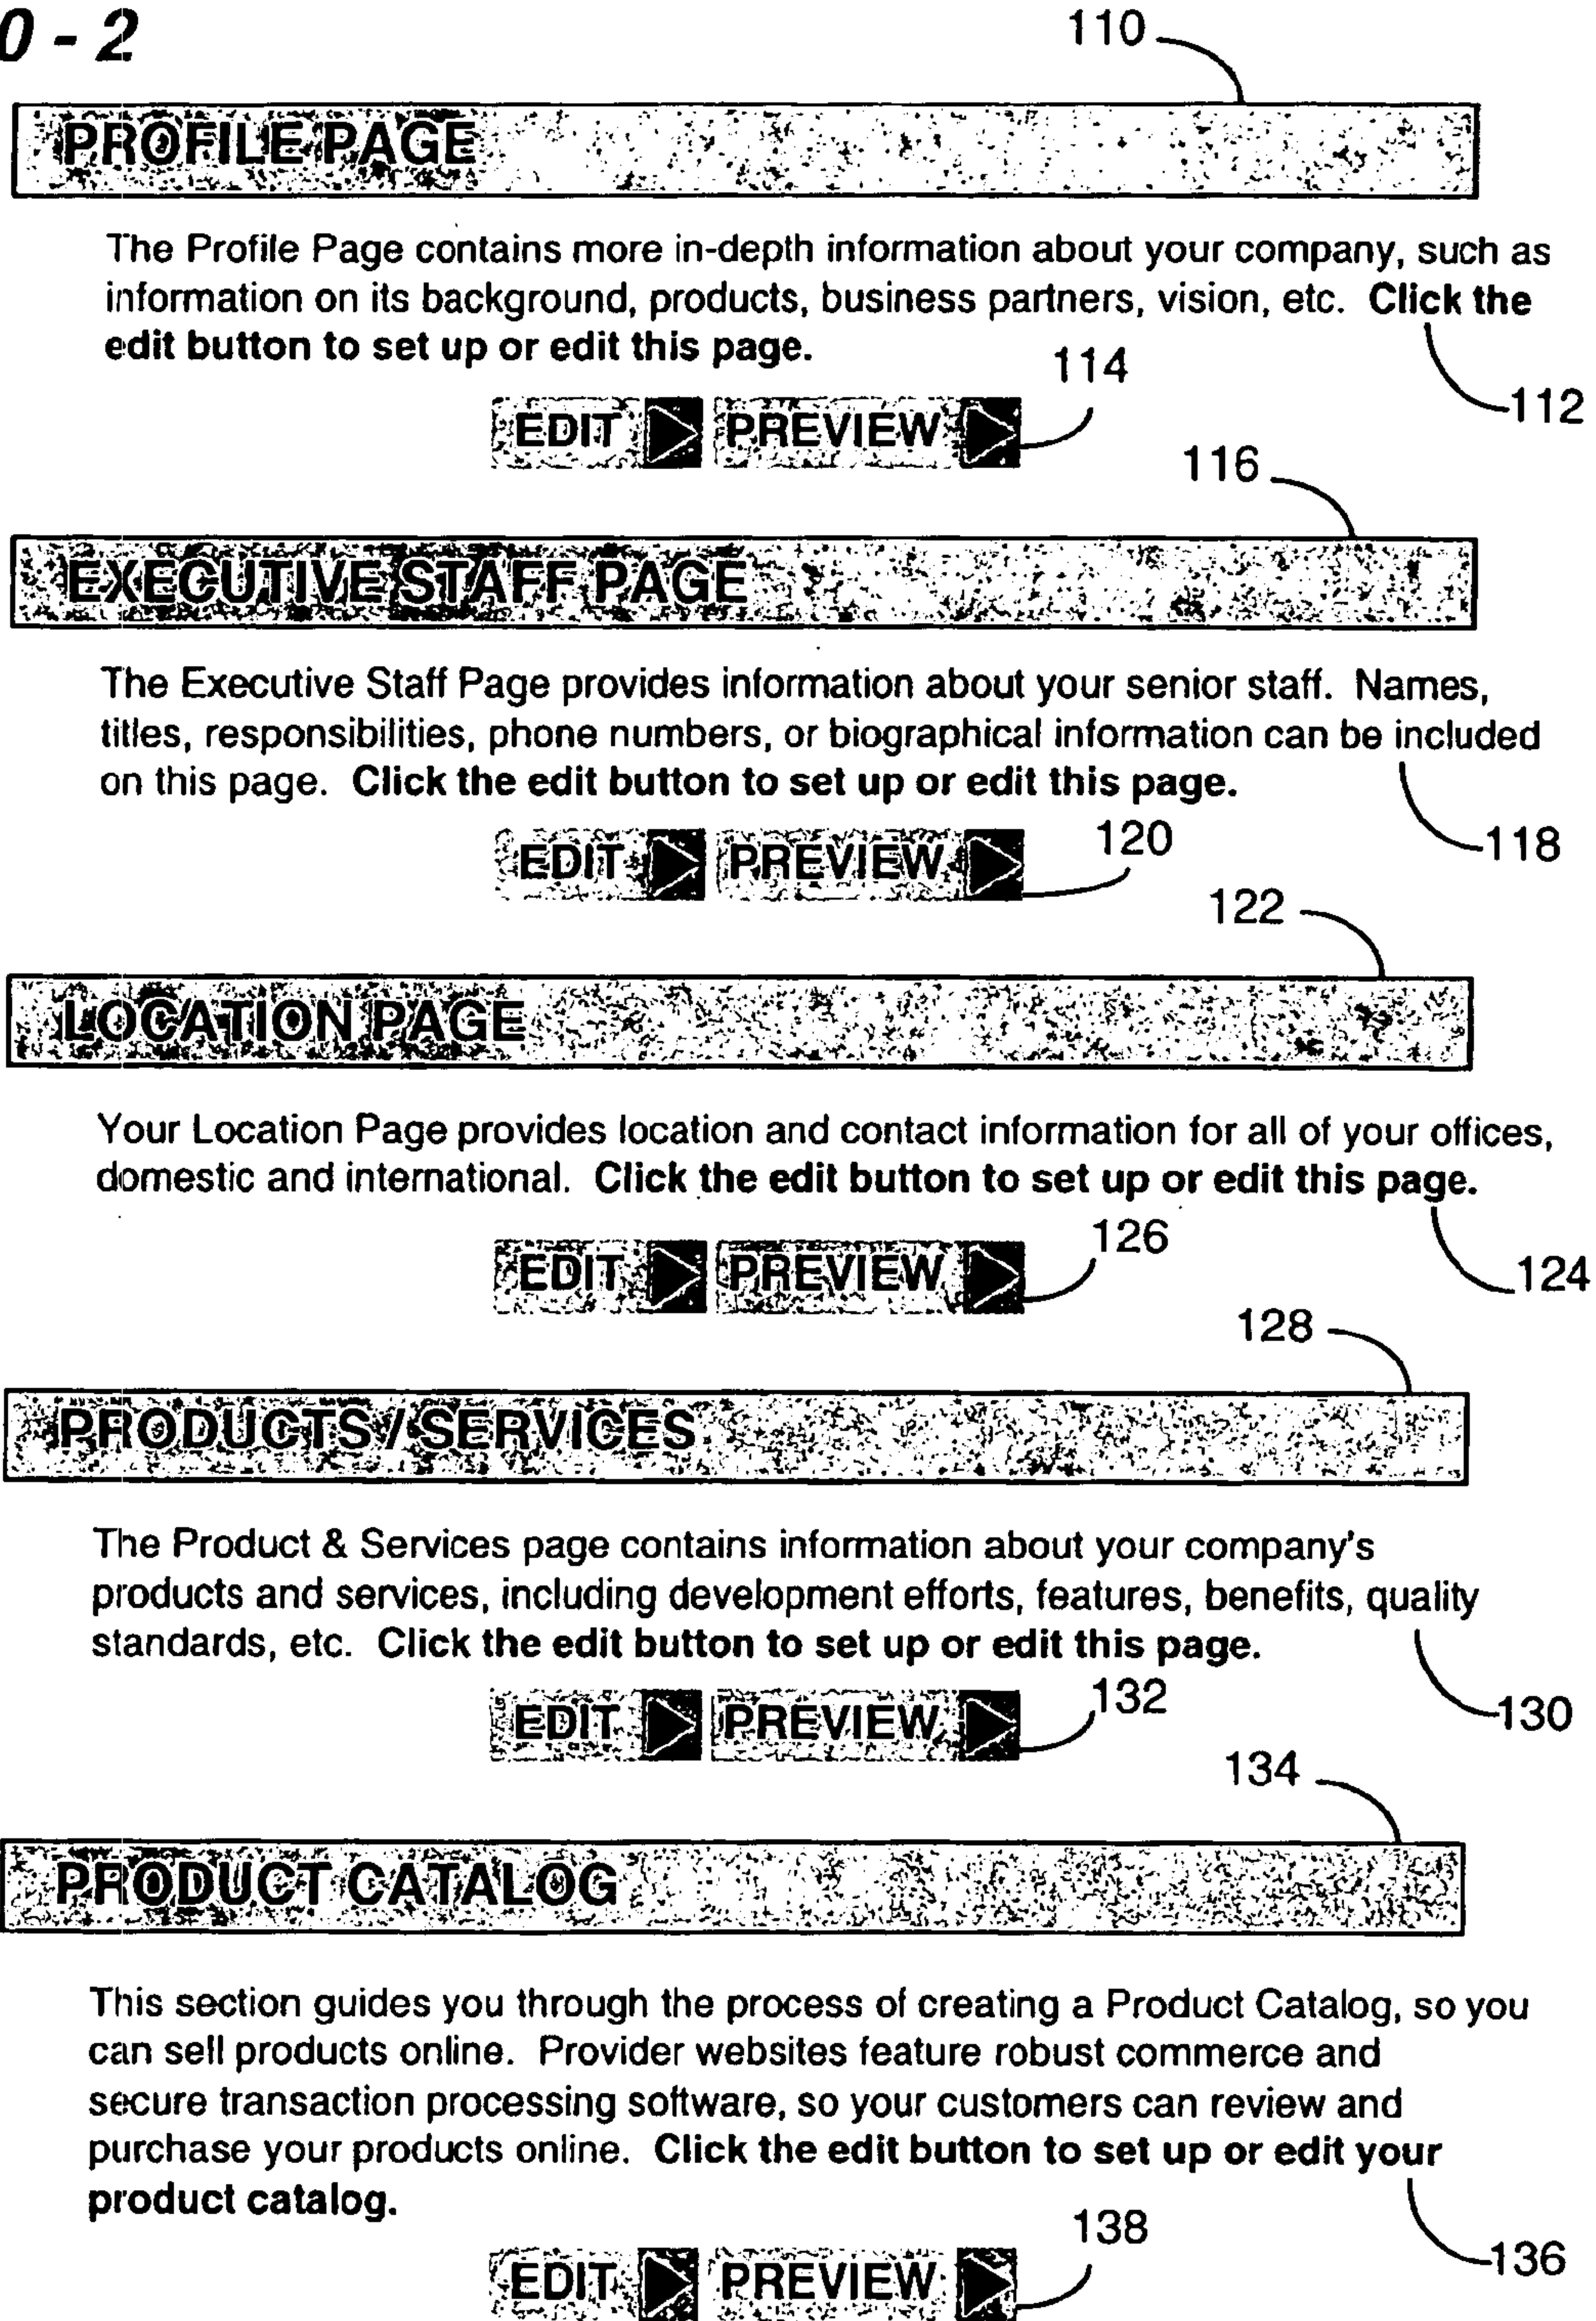 0 - 2
110
PROFILE PAGE
The Profile Page contains more in-depth information about your company, such as
information on its background, products, business partners, vision, etc. Click the
edit button to set up or edit this page.
114
112
EDIT PREVIEW
116
EXECUTIVE STAFF PAGE
The Executive Staff Page provides information about your senior staff. Names,
titles, responsibilities, phone numbers, or biographical information can be included
on this page. Click the edit button to set up or edit this page.
120
118
EDIT PREVIEW
122
LOCATION PAGE
Your Location Page provides location and contact information for all of your offices,
domestic and international. Click the edit button to set up or edit this page.
126
124
EDIT PREVIEW
128
PRODUCTS / SERVICES
The Product & Services page contains information about your company's
products and services, including development efforts, features, benefits, quality
standards, etc. Click the edit button to set up or edit this page.
132
130
EDIT PREVIEW
134
PRODUCT CATALOG
This section guides you through the process of creating a Product Catalog, so you
can sell products online. Provider websites feature robust commerce and
secure transaction processing software, so your customers can review and
purchase your products online. Click the edit button to set up or edit your
product catalog.
138
136
EDIT PREVIEW